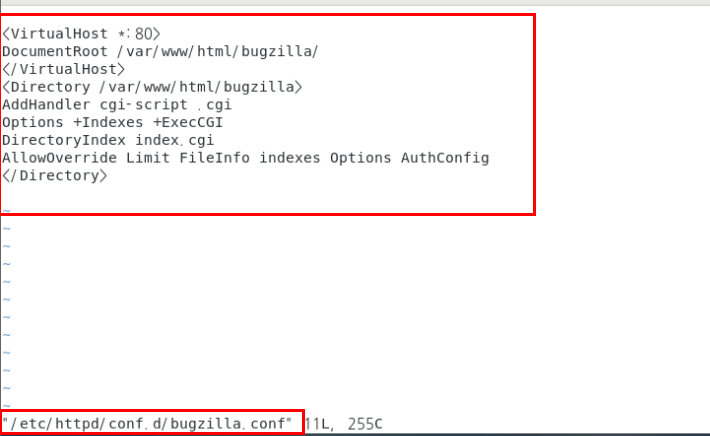 <VirtualHost *:80>
DocumentRoot /var/www/html/bugzilla/
</VirtualHost>
<Directory /var/www/html/bugzilla>
AddHandler cgi-script .cgi
Options +Indexes +ExecCGI
DirectoryIndex index.cgi
AllowOverride Limit FileInfo indexes Options AuthConfig
</Directory>
~
~
~
~
~
~
~
~
~
~
~
~
"/etc/httpd/conf.d/bugzilla.conf" 11L, 255C